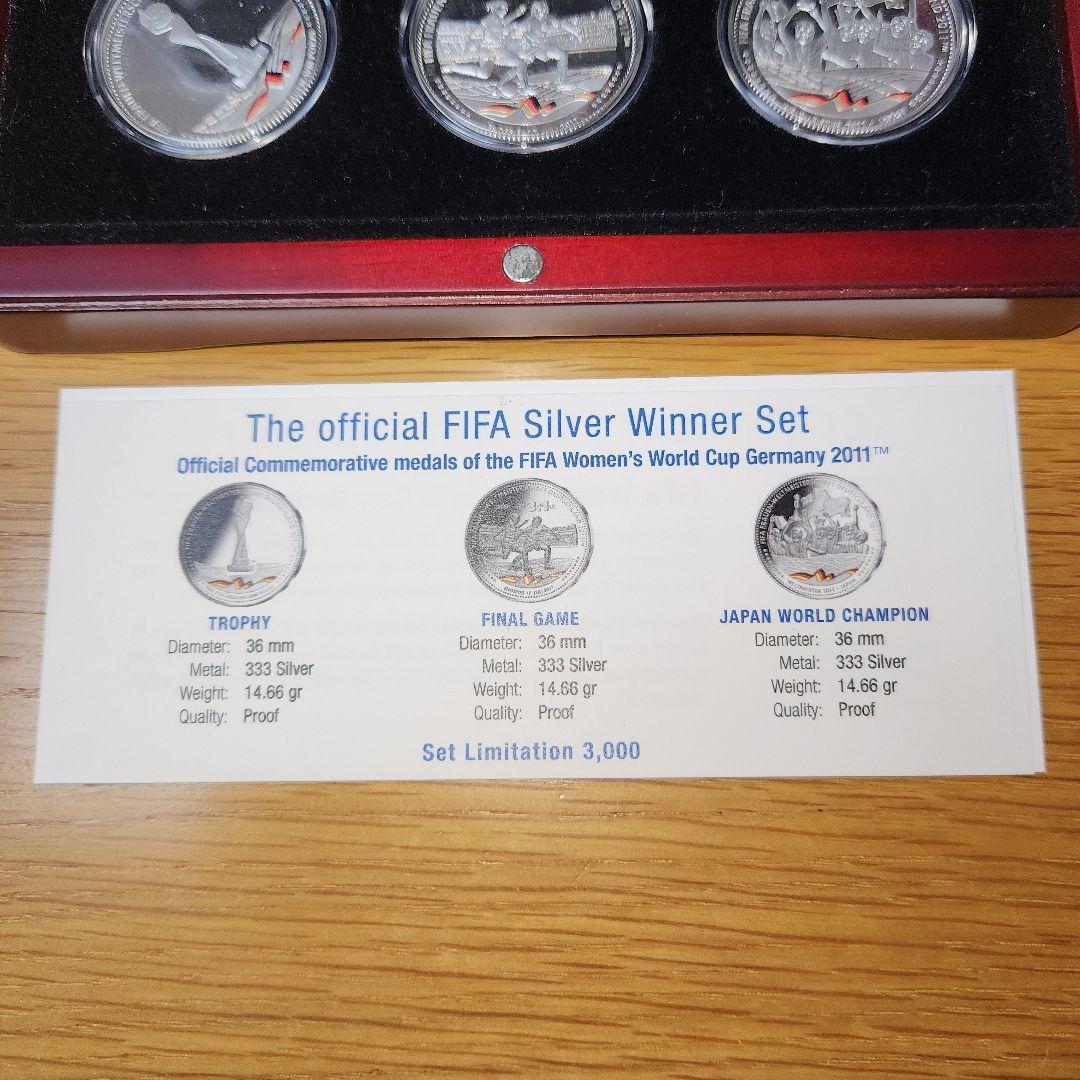 The official FIFA Silver Winner Set
Official Commemorative medals of the FIFA Women's World Cup Germany 2011™
TROPHY
Diameter: 36 mm
Metal: 333 Silver
Weight: 14.66 gr
Quality: Proof
FINAL GAME
Diameter: 36 mm
Metal: 333 Silver
Weight: 14.66 gr
Quality: Proof
JAPAN WORLD CHAMPION
Diameter: 36 mm
Metal: 333 Silver
Weight: 14.66 gr
Quality: Proof
Set Limitation 3,000